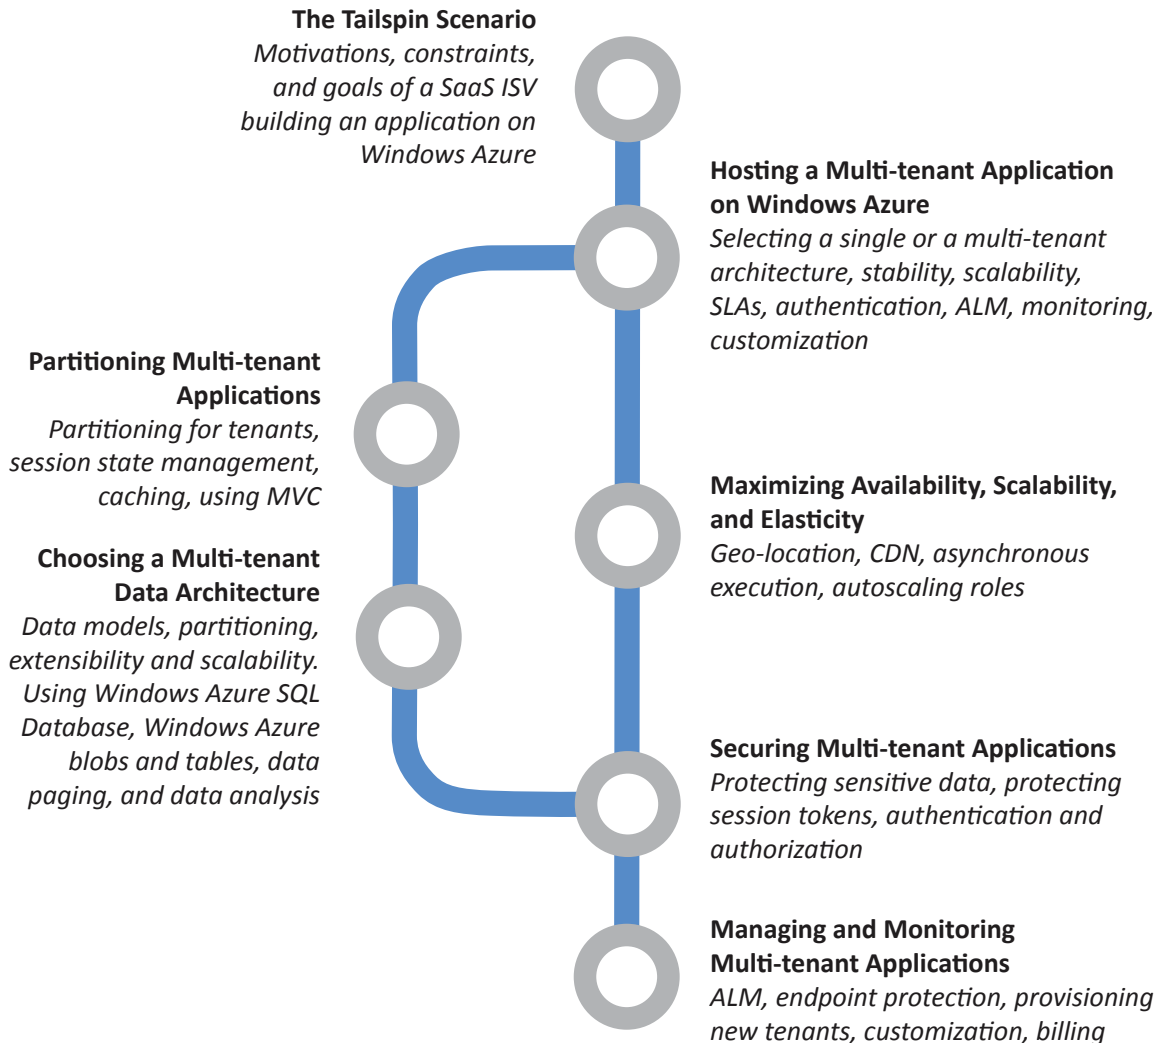 The Tailspin Scenario
Motivations, constraints,
and goals of a SaaS ISV
building an application on
Windows Azure
Hosting a Multi-tenant Application
on Windows Azure
Selecting a single or a multi-tenant
architecture, stability, scalability,
SLAs, authentication, ALM, monitoring,
customization
Partitioning Multi-tenant
Applications
Partitioning for tenants,
session state management,
caching, using MVC
Maximizing Availability, Scalability,
and Elasticity
Geo-location, CDN, asynchronous
execution, autoscaling roles
Choosing a Multi-tenant
Data Architecture
Data models, partitioning,
extensibility and scalability.
Using Windows Azure SQL
Database, Windows Azure
blobs and tables, data
paging, and data analysis
Securing Multi-tenant Applications
Protecting sensitive data, protecting
session tokens, authentication and
authorization
Managing and Monitoring
Multi-tenant Applications
ALM, endpoint protection, provisioning
new tenants, customization, billing